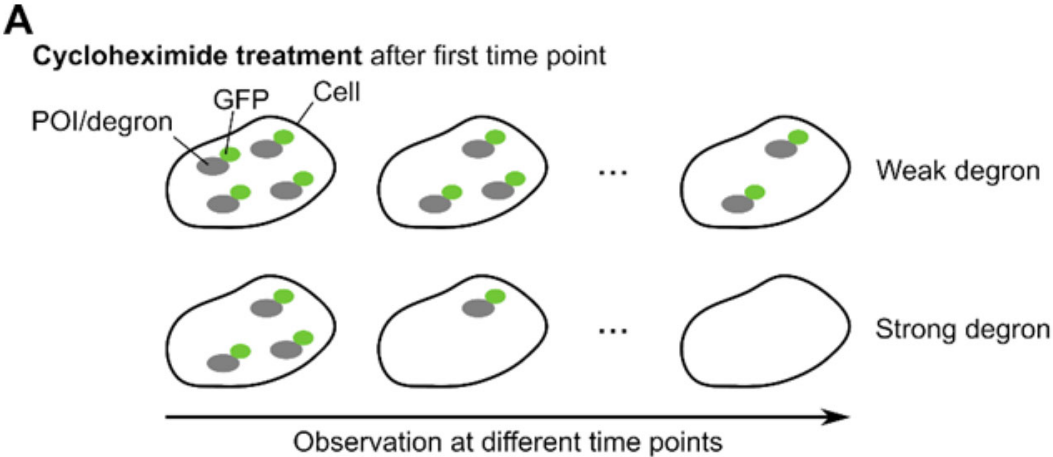 A
Cycloheximide treatment after first time point
GFP
Cell
POI/degron
...
Weak degron
...
Strong degron
Observation at different time points